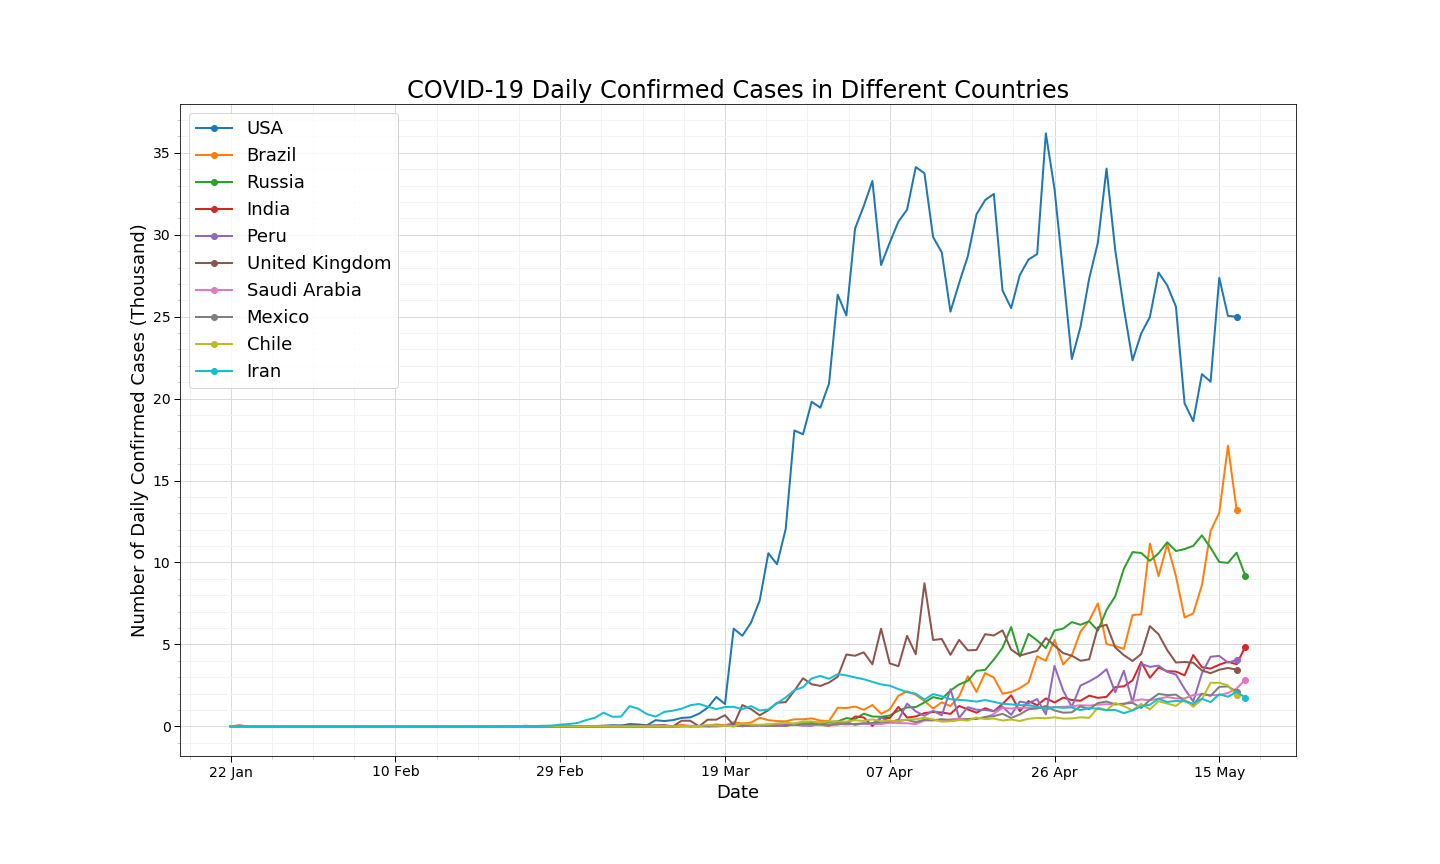 COVID-19 Daily Confirmed Cases in Different Countries
USA
Brazil
Russia
India
Peru
United Kingdom
Saudi Arabia
Mexico
Chile
Iran
Number of Daily Confirmed Cases (Thousand)
35
30
25
20
15
10
5
0
22 Jan
10 Feb
29 Feb
19 Mar
07 Apr
26 Apr
15 May
Date